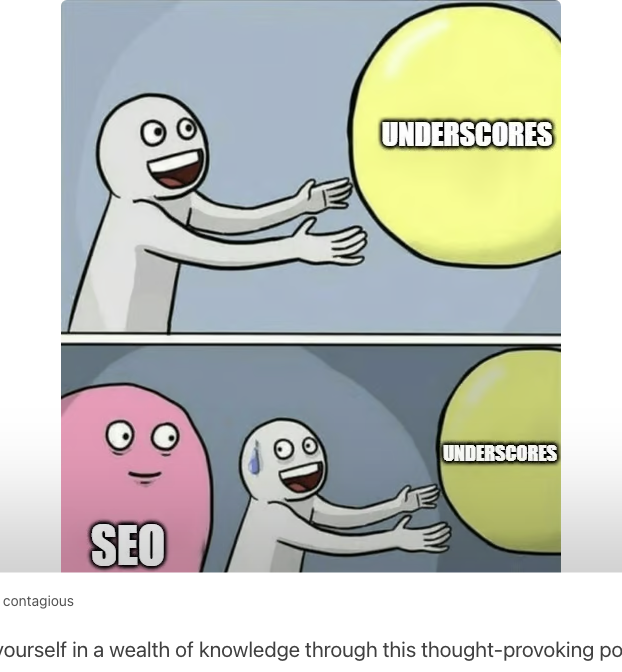 UNDERSCORES
UNDERSCORES
SEO
contagious
yourself in a wealth of knowledge through this thought-provoking po